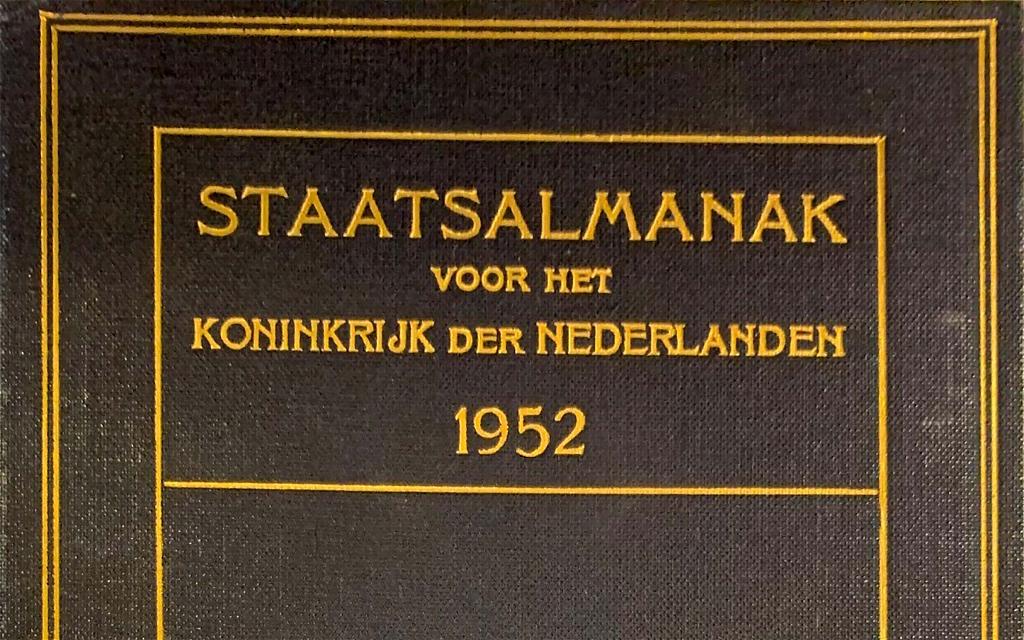 STAATSALMANAK
VOOR HET
KONINKRIJK DER NEDERLANDEN
1952